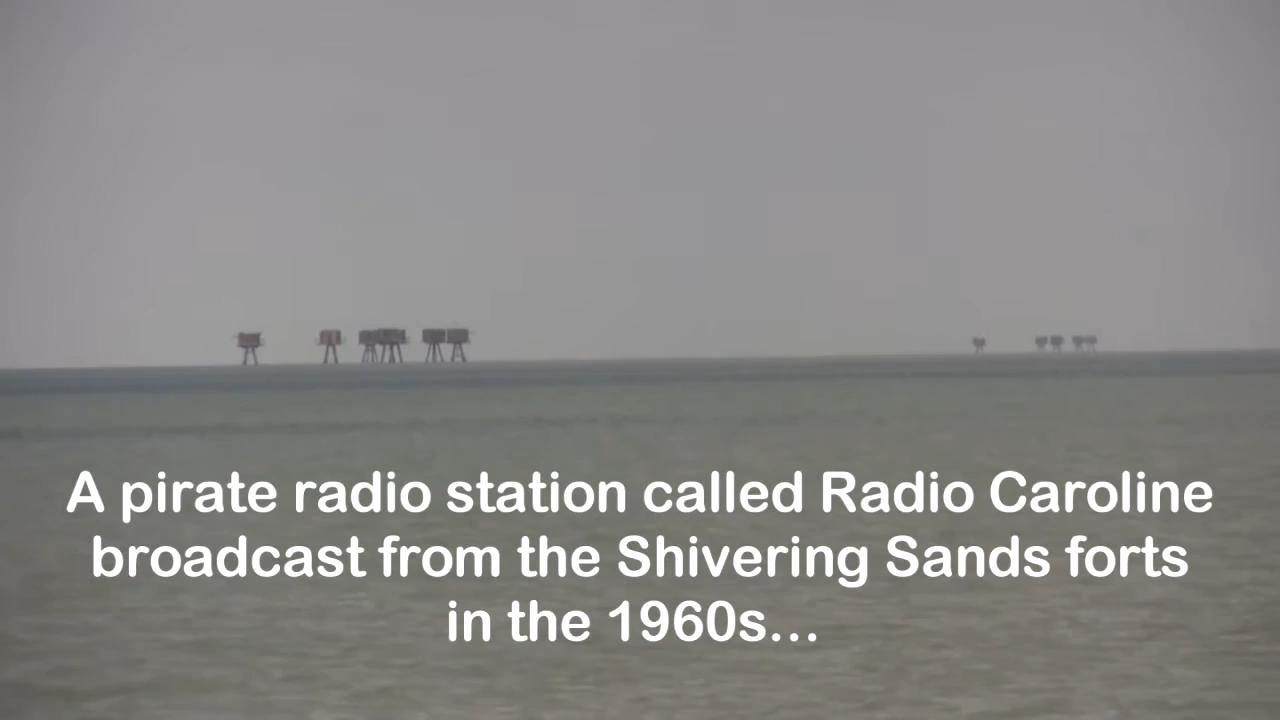 A pirate radio station called Radio Caroline
broadcast from the Shivering Sands forts
in the 1960s...